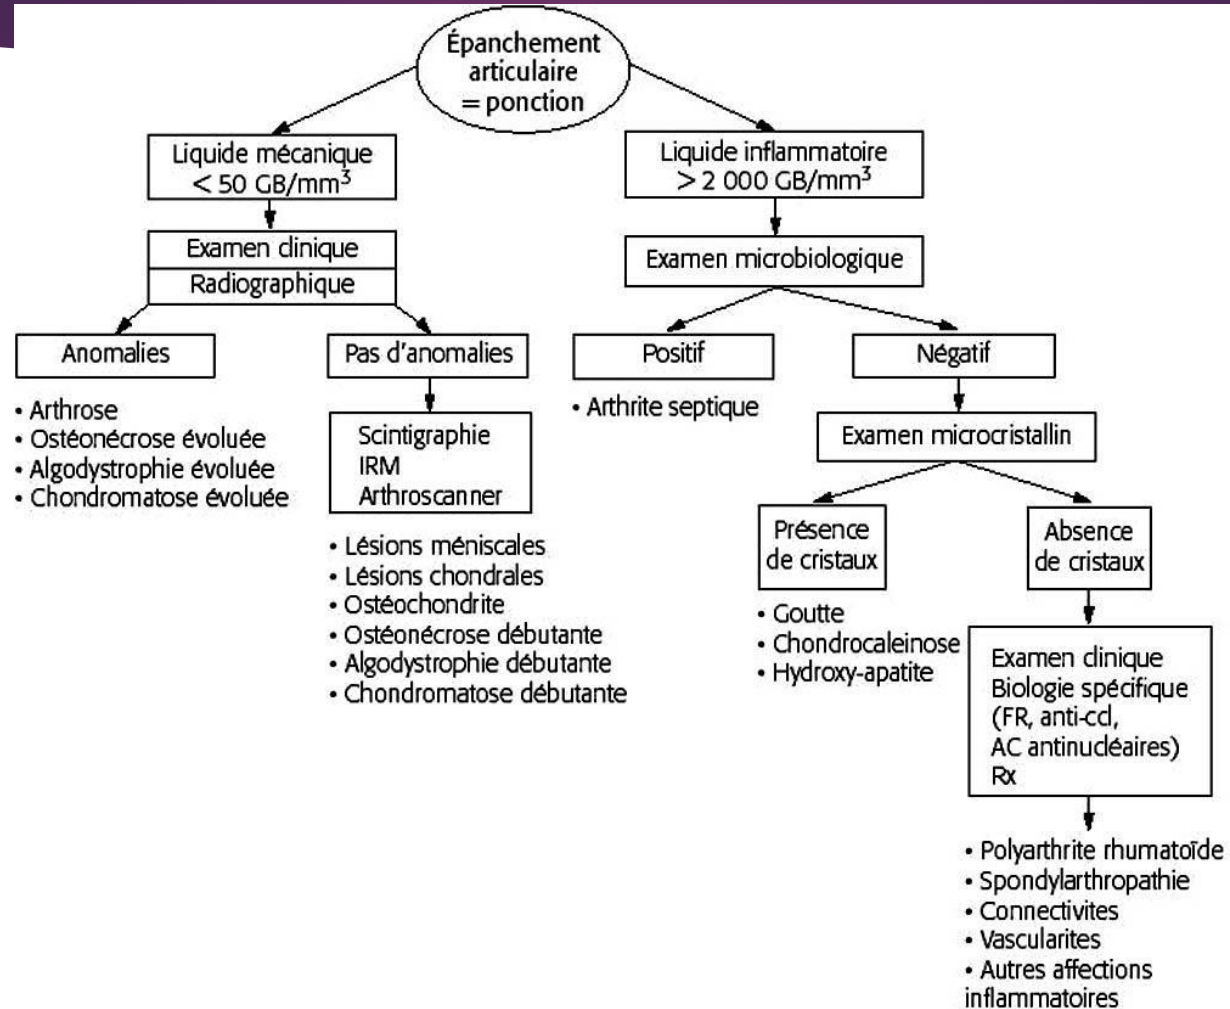 Épanchement
articulaire
= ponction
Liquide mécanique
< 50 GB/mm³
Liquide inflammatoire
> 2 000 GB/mm³
Examen clinique
Radiographique
Examen microbiologique
Anomalies
Pas d'anomalies
Positif
Négatif
• Arthrose
• Ostéonécrose évoluée
• Algodystrophie évoluée
• Chondromatose évoluée
Scintigraphie
IRM
Arthroscanner
• Arthrite septique
Examen microcristallin
• Lésions méniscales
• Lésions chondrales
• Ostéochondrite
• Ostéonécrose débutante
• Algodystrophie débutante
• Chondromatose débutante
Présence
de cristaux
Absence
de cristaux
• Goutte
• Chondrocaleinose
• Hydroxy-apatite
Examen clinique
Biologie spécifique
(FR, anti-ccl,
AC antinucléaires)
Rx
• Polyarthrite rhumatoïde
• Spondylarthropathie
• Connectivites
• Vascularites
• Autres affections
inflammatoires